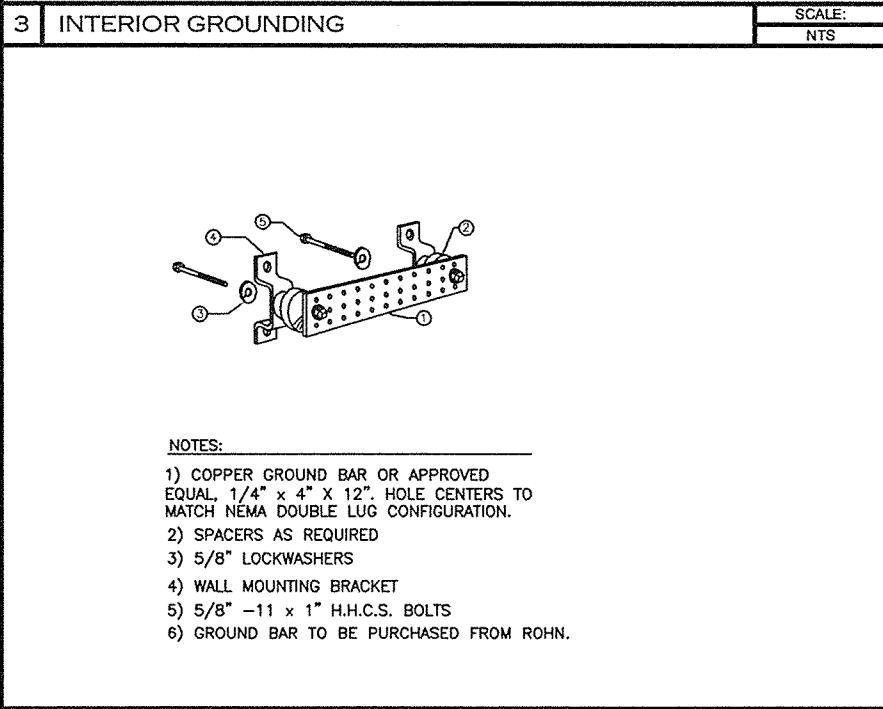 3 INTERIOR GROUNDING
SCALE:
NTS
5
4
2
3
1
NOTES:
1) COPPER GROUND BAR OR APPROVED
EQUAL, 1/4" x 4" X 12". HOLE CENTERS TO
MATCH NEMA DOUBLE LUG CONFIGURATION.
2) SPACERS AS REQUIRED
3) 5/8" LOCKWASHERS
4) WALL MOUNTING BRACKET
5) 5/8" -11 x 1" H.H.C.S. BOLTS
6) GROUND BAR TO BE PURCHASED FROM ROHN.